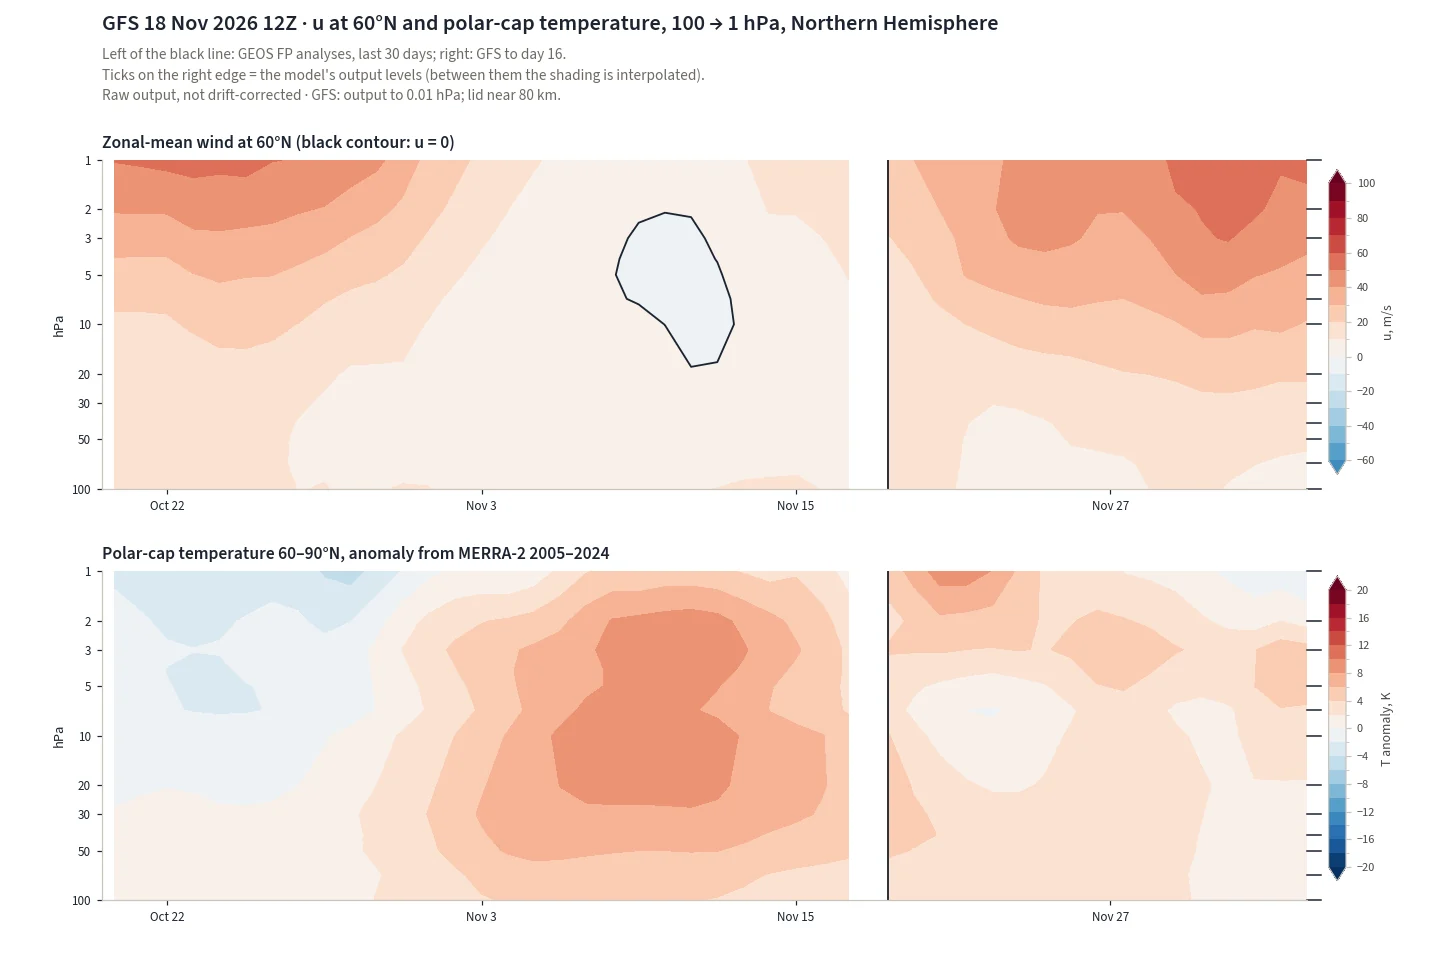 GFS 18 Nov 2026 12Z · u at 60°N and polar-cap temperature, 100 → 1 hPa, Northern Hemisphere
Left of the black line: GEOS FP analyses, last 30 days; right: GFS to day 16.
Ticks on the right edge = the model's output levels (between them the shading is interpolated).
Raw output, not drift-corrected · GFS: output to 0.01 hPa; lid near 80 km.
Zonal-mean wind at 60°N (black contour: u = 0)
hPa
1
2
3
5
10
20
30
50
100
Oct 22
Nov 3
Nov 15
Nov 27
100
80
60
40
20
0
−20
−40
−60
u, m/s
Polar-cap temperature 60–90°N, anomaly from MERRA-2 2005–2024
hPa
1
2
3
5
10
20
30
50
100
Oct 22
Nov 3
Nov 15
Nov 27
20
16
12
8
4
0
−4
−8
−12
−16
−20
T anomaly, K